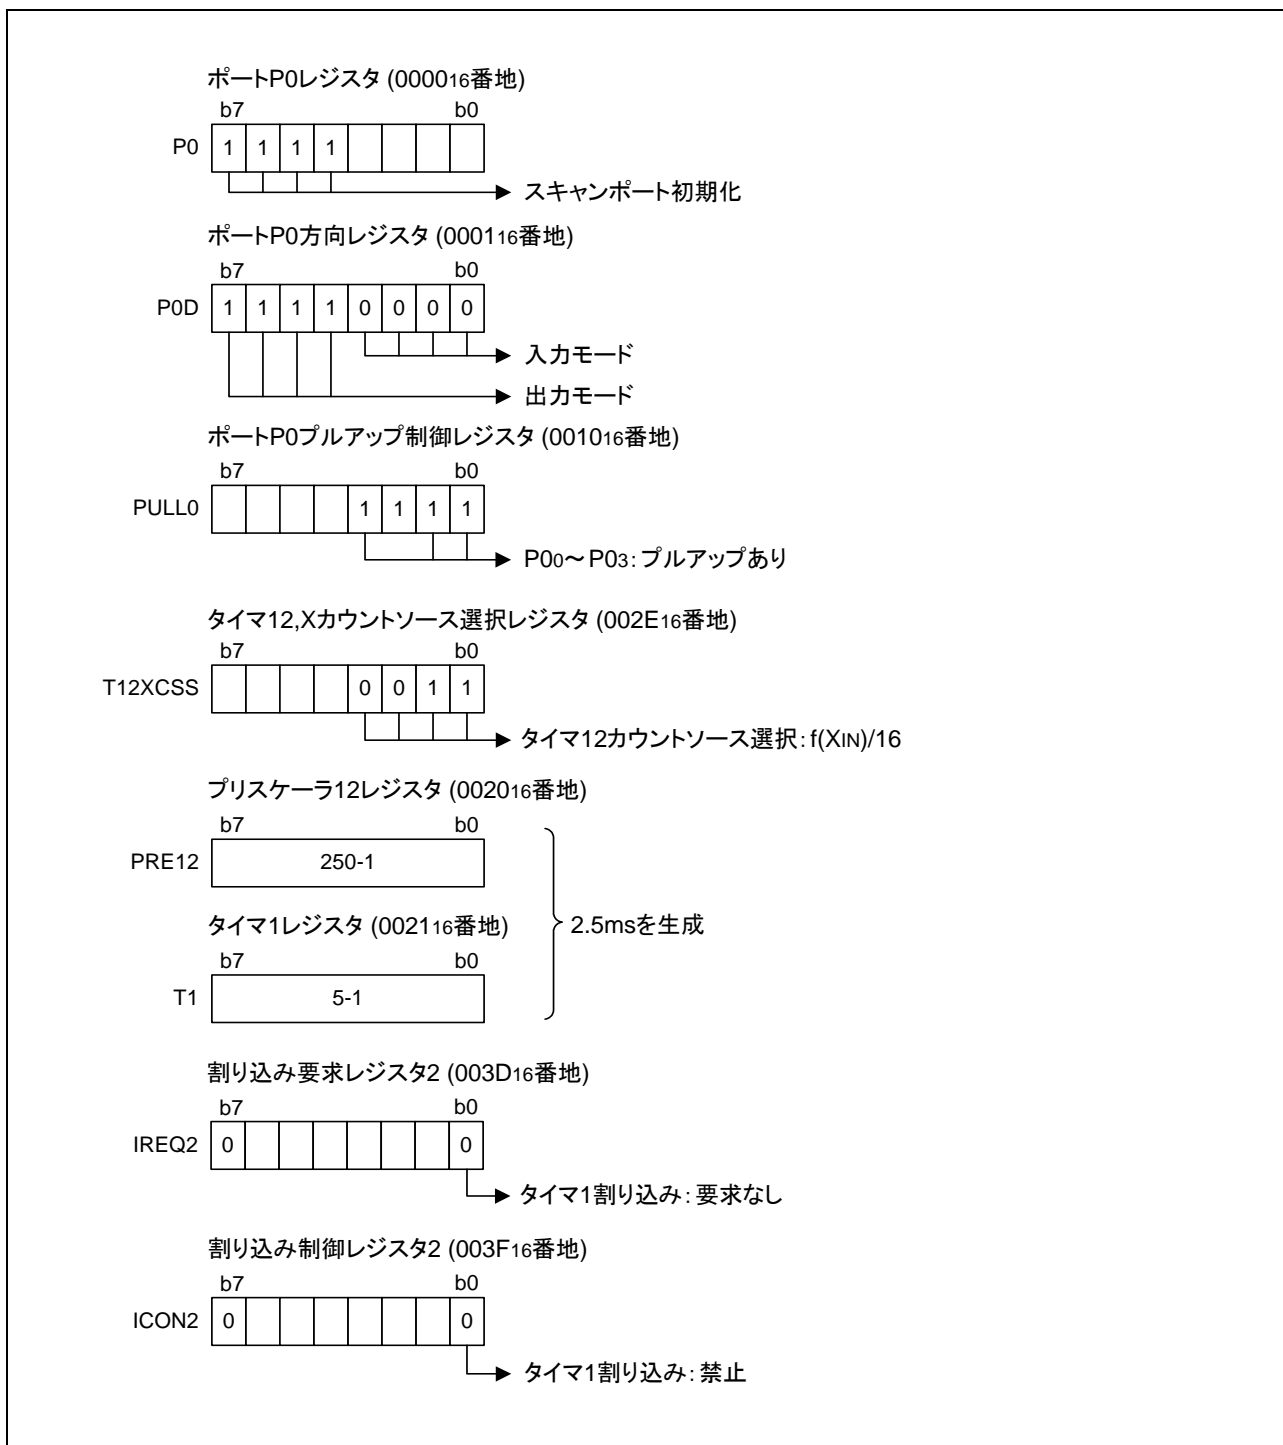 ポートP0レジスタ (000016番地)
b7 b0
P0 1 1 1 1
スキャンポート初期化
ポートP0方向レジスタ (000116番地)
b7 b0
P0D 1 1 1 1 0 0 0 0
入力モード
出力モード
ポートP0プルアップ制御レジスタ (001016番地)
b7 b0
PULL0 1 1 1 1
P00～P03：プルアップあり
タイマ12,Xカウントソース選択レジスタ (002E16番地)
b7 b0
T12XCSS 0 0 1 1
タイマ12カウントソース選択：f(XIN)/16
プリスケーラ12レジスタ (002016番地)
b7 b0
PRE12 250-1
タイマ1レジスタ (002116番地)
2.5msを生成
b7 b0
T1 5-1
割り込み要求レジスタ2 (003D16番地)
b7 b0
IREQ2 0 0
タイマ1割り込み：要求なし
割り込み制御レジスタ2 (003F16番地)
b7 b0
ICON2 0 0
タイマ1割り込み：禁止